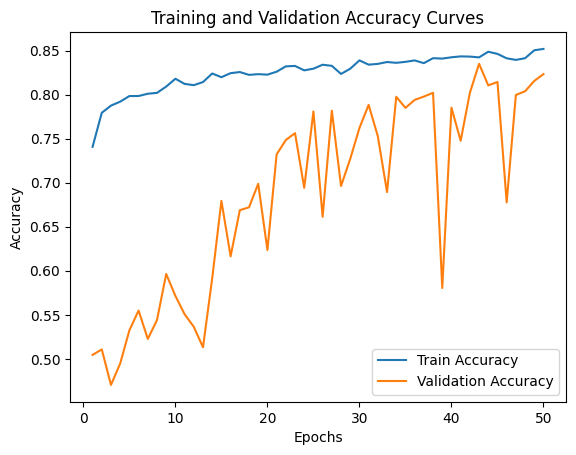 Training and Validation Accuracy Curves
0.85
0.80
0.75
0.70
0.65
0.60
0.55
0.50
Accuracy
Train Accuracy
Validation Accuracy
0 10 20 30 40 50
Epochs